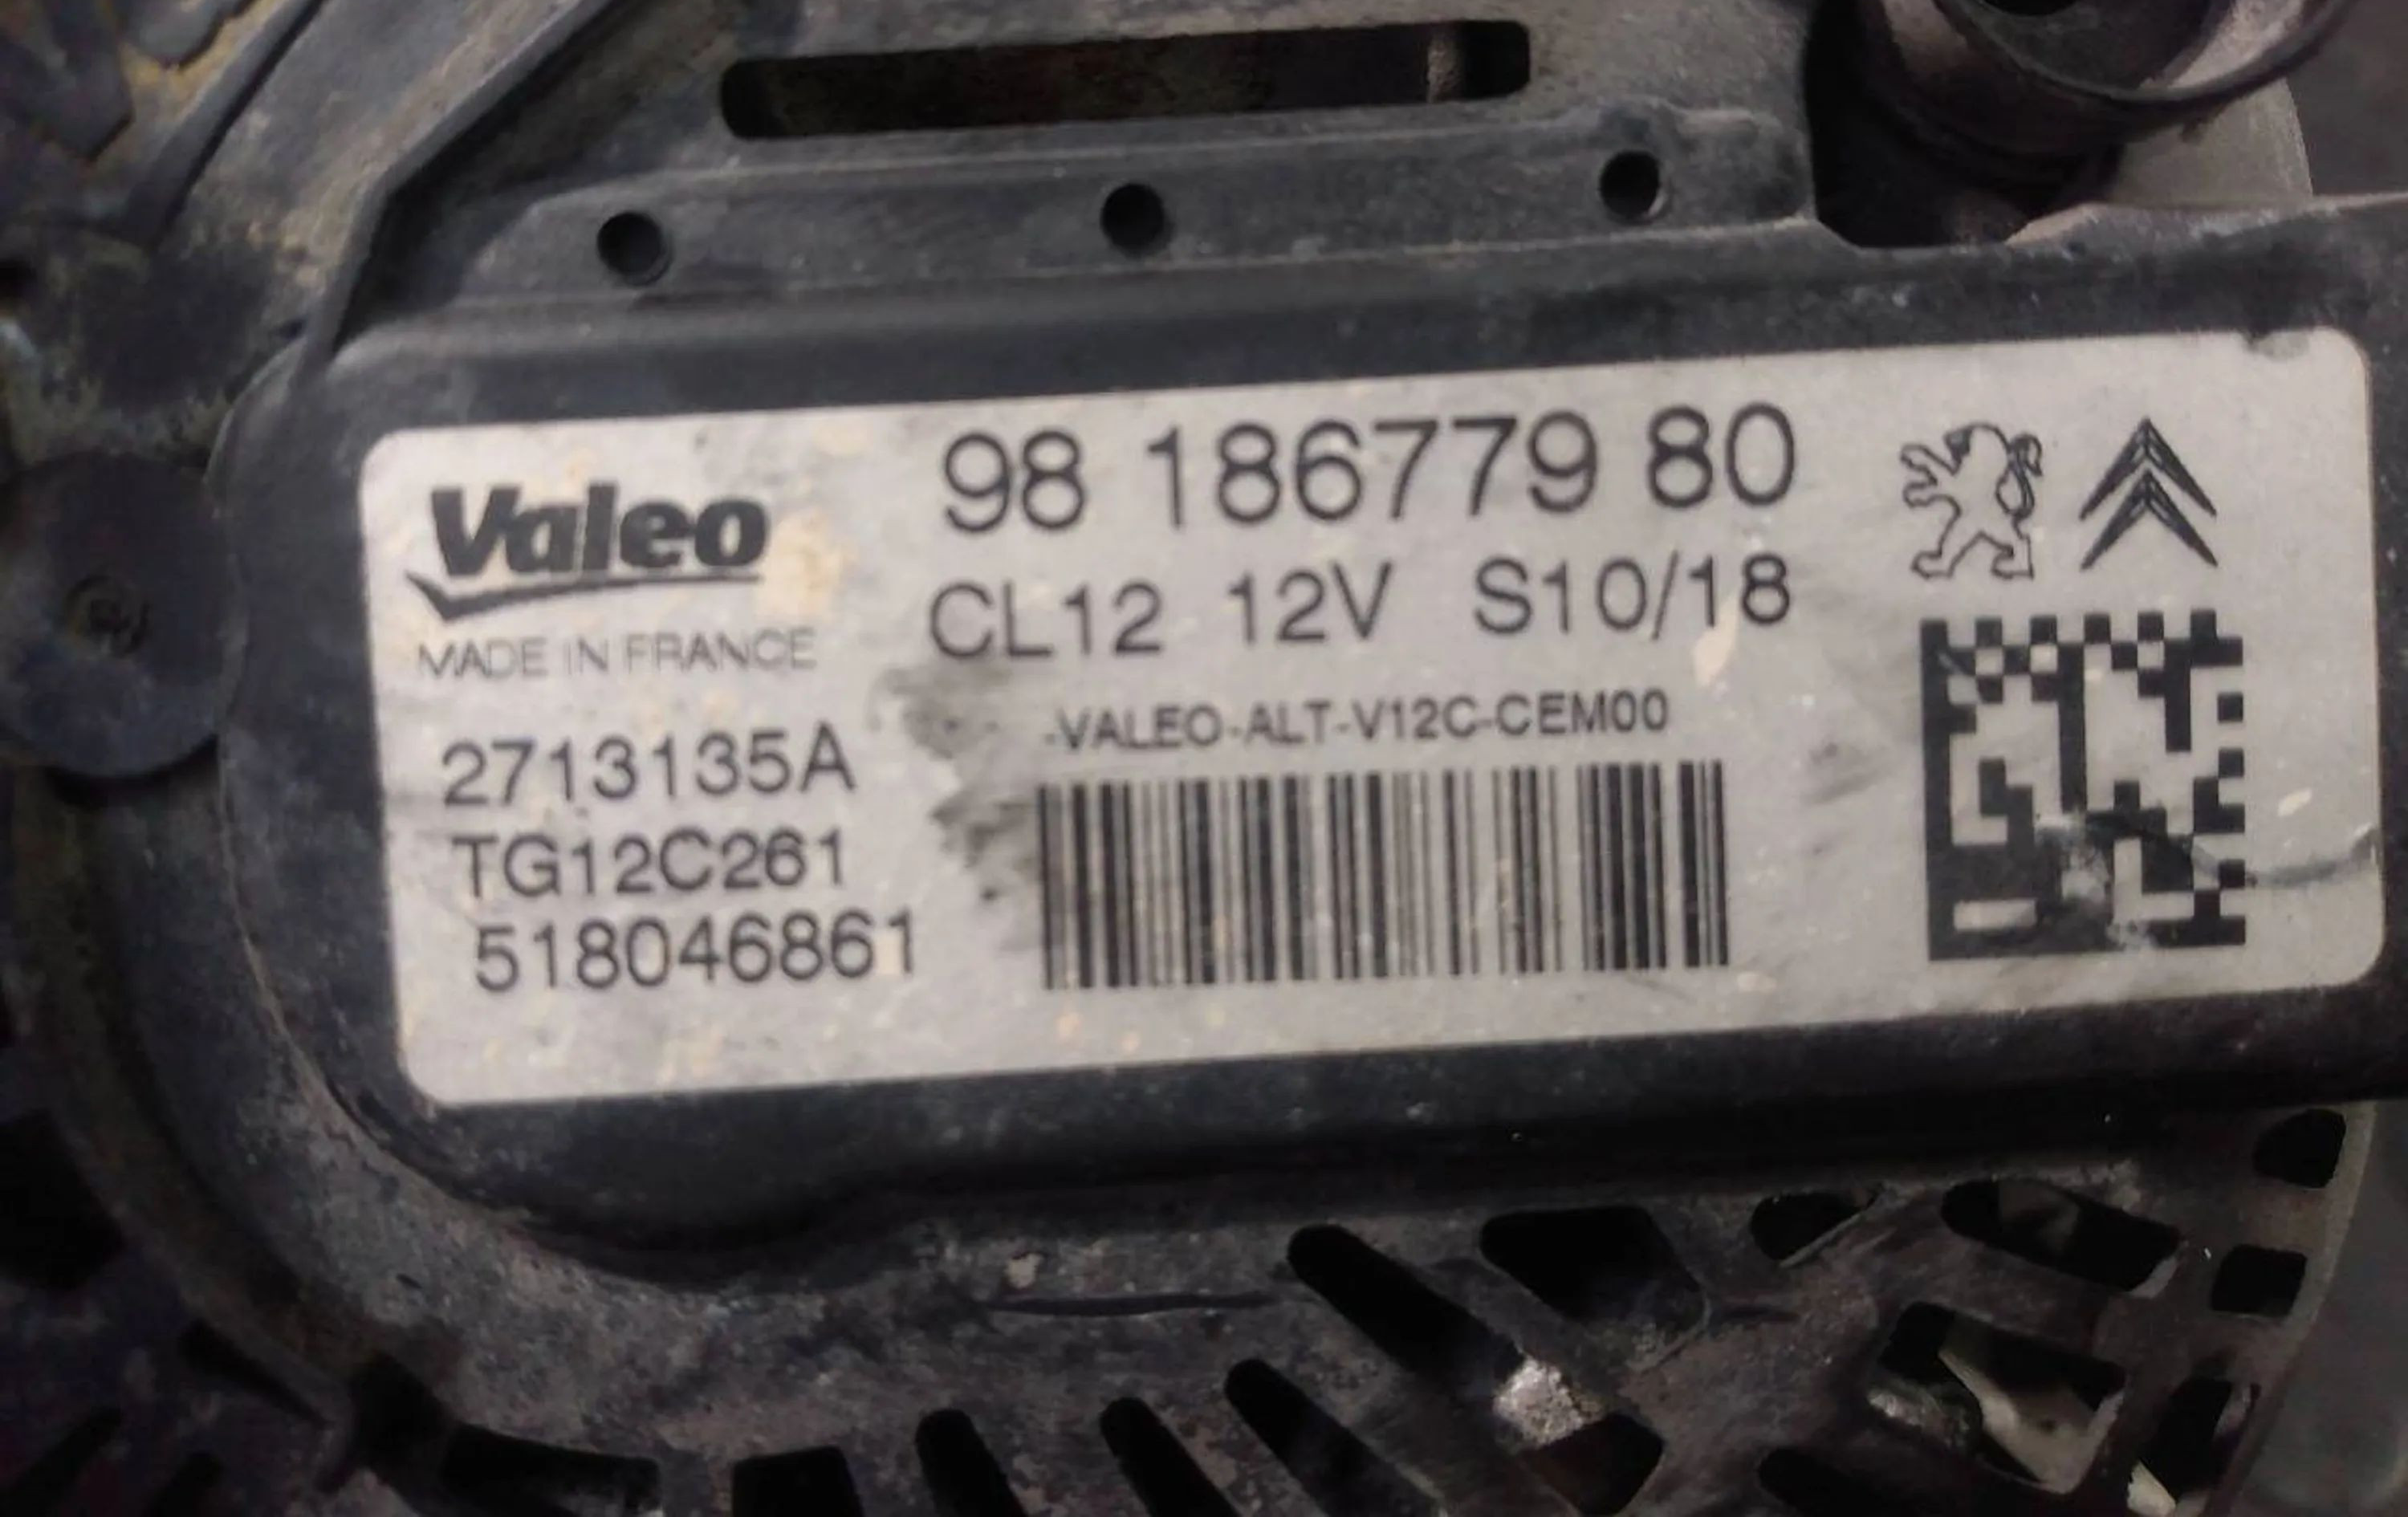 Valeo
MADE IN FRANCE
2713135A
TG12C261
518046861
98 186779 80
CL12 12V S10/18
-VALEO-ALT-V12C-CEM00